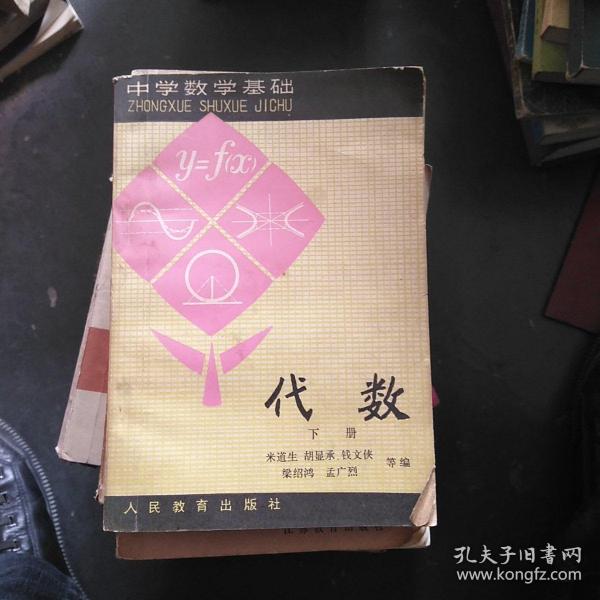 中学数学基础
ZHONGXUE SHUXUE JICHU
y=f(x)
代数
下册
米道生 胡显承 钱文侠
梁绍鸿 孟广烈 等编
人民教育出版社
孔夫子旧书网
www.kongfz.com